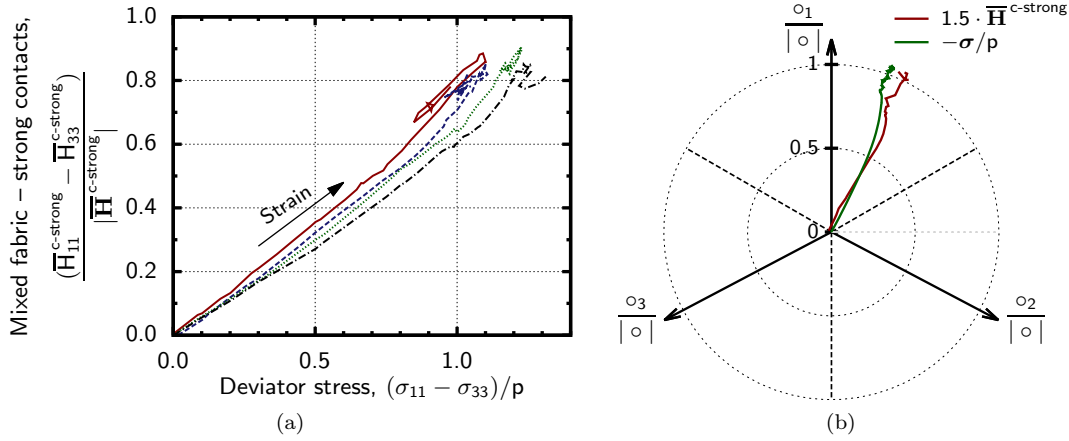 Mixed fabric – strong contacts,
(H̅₁₁ᶜ⁻ˢᵗʳᵒⁿᵍ − H̅₃₃ᶜ⁻ˢᵗʳᵒⁿᵍ)
|𝐇̅ᶜ⁻ˢᵗʳᵒⁿᵍ|
1.0
0.8
0.6
0.4
0.2
0.0
Strain
0.0 0.5 1.0
Deviator stress, (σ₁₁ − σ₃₃)/p
(a)
1.5 · 𝐇̅ᶜ⁻ˢᵗʳᵒⁿᵍ
−𝛔/p
○₁
|○|
1
0.5
0
○₃
|○|
○₂
|○|
(b)